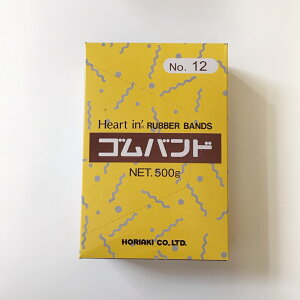 No. 12
Heart in' RUBBER BANDS
ゴムバンド
NET. 500g
HORIAKI CO., LTD.